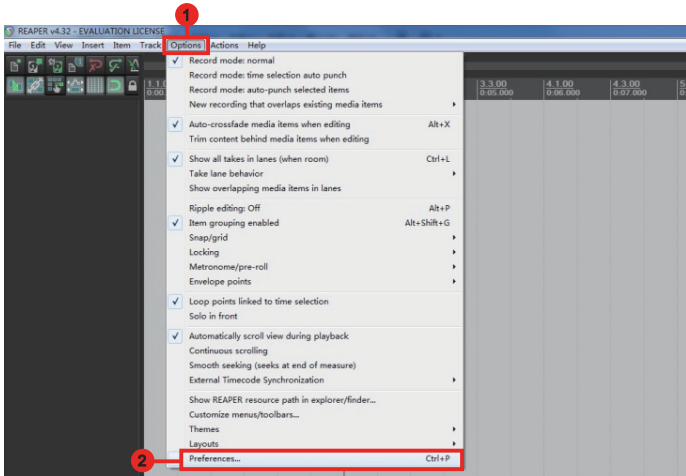 1
REAPER v4.32 - EVALUATION LICENSE
File Edit View Insert Item Track Options Actions Help
✓ Record mode: normal
Record mode: time selection auto punch
Record mode: auto-punch selected items
New recording that overlaps existing media items
3.3.00 4.1.00 4.3.00
0:05.000 0:06.000 0:07.000
✓ Auto-crossfade media items when editing Alt+X
Trim content behind media items when editing
✓ Show all takes in lanes (when room) Ctrl+L
Take lane behavior
Show overlapping media items in lanes
Ripple editing: Off Alt+P
✓ Item grouping enabled Alt+Shift+G
Snap/grid
Locking
Metronome/pre-roll
Envelope points
✓ Loop points linked to time selection
Solo in front
✓ Automatically scroll view during playback
Continuous scrolling
Smooth seeking (seeks at end of measure)
External Timecode Synchronization
Show REAPER resource path in explorer/finder...
Customize menus/toolbars...
Themes
Layouts
2
Preferences... Ctrl+P